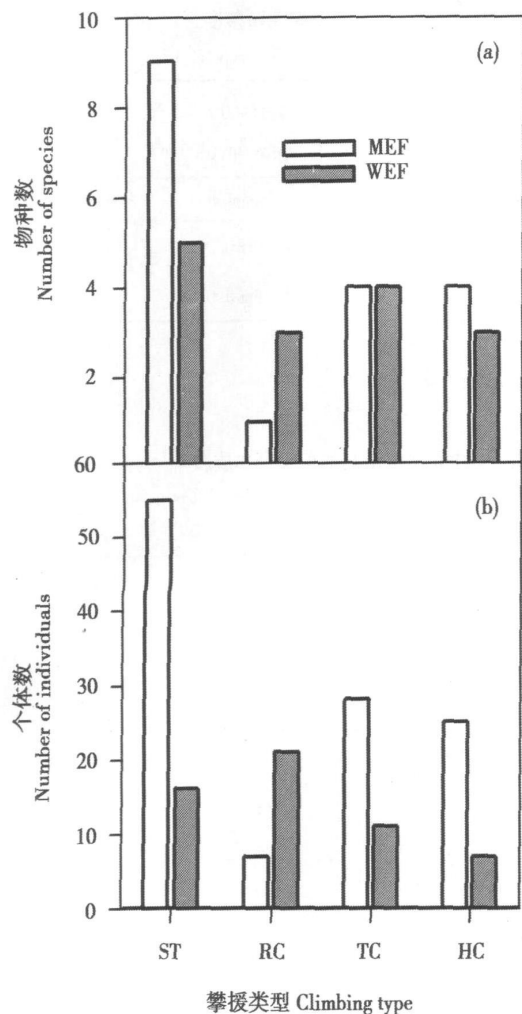 10
8
6
4
2
(a)
MEF
WEF
物种数
Number of species
60
50
40
30
20
10
0
(b)
个体数
Number of individuals
ST RC TC HC
攀援类型 Climbing type